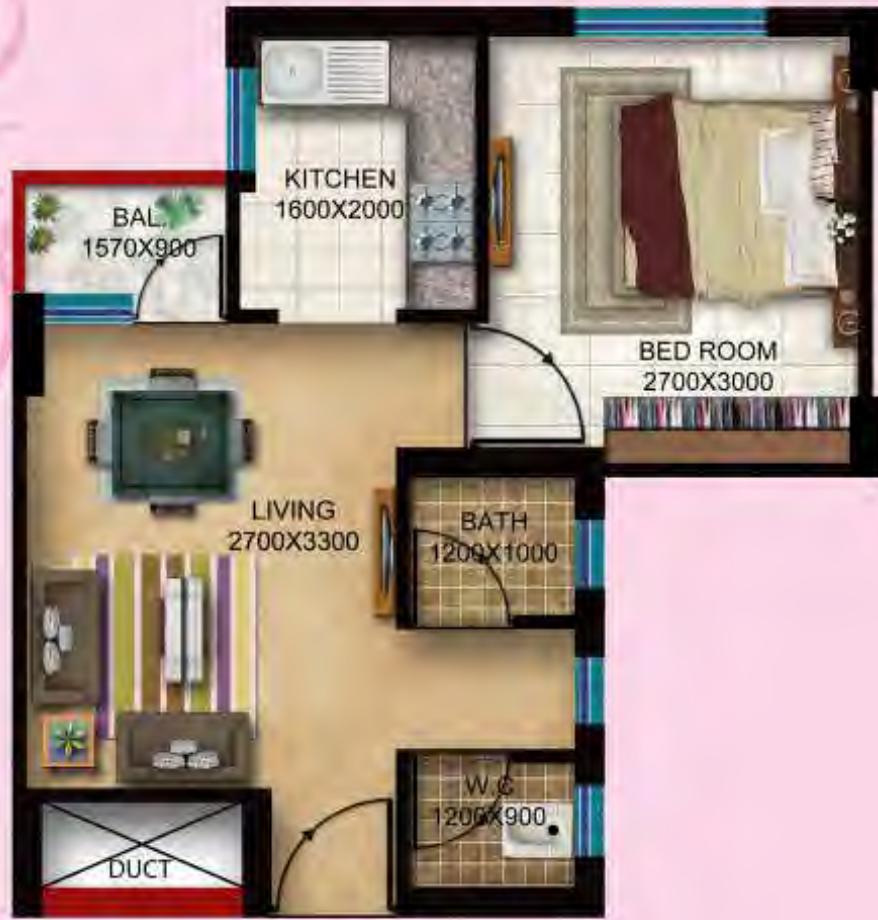 KITCHEN
1600X2000
BAL.
1570X900
BED ROOM
2700X3000
LIVING
2700X3300
BATH
1200X1000
W.C
1200X900
DUCT